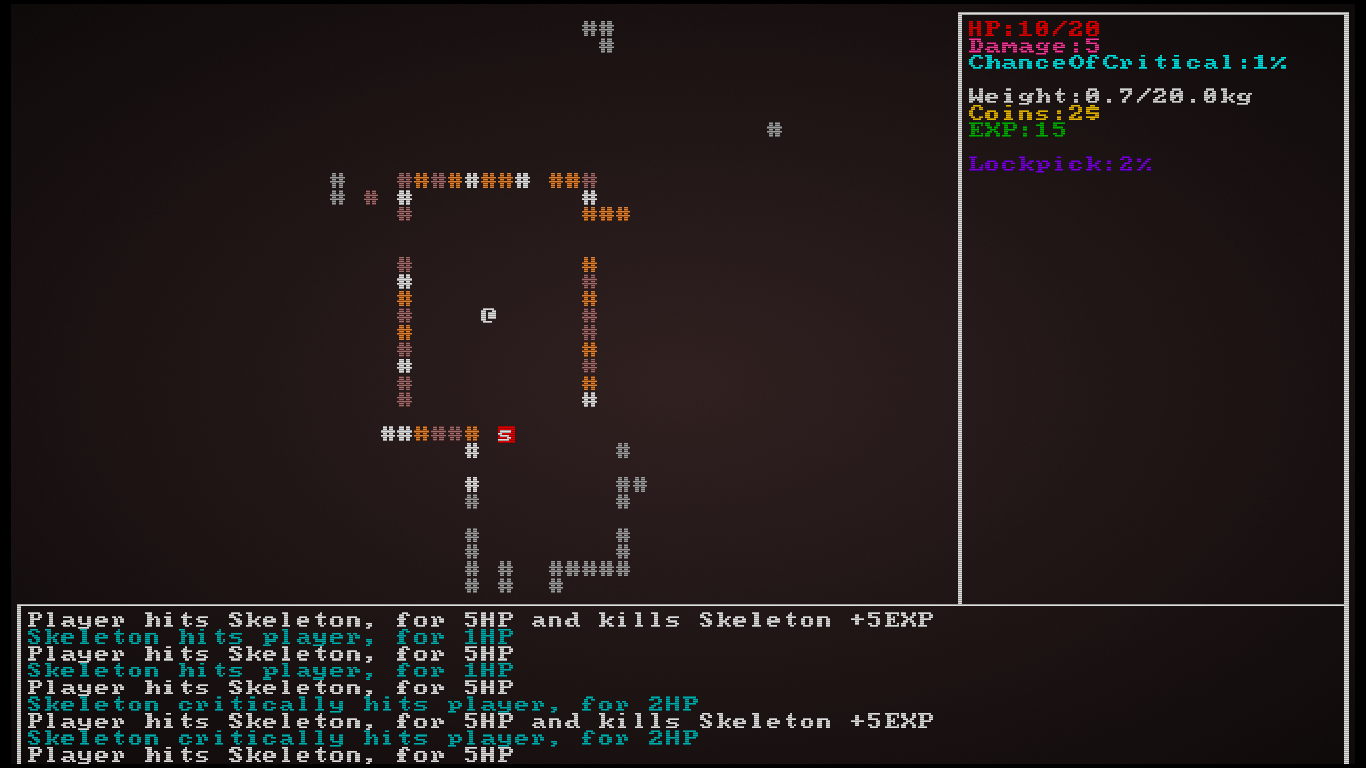 HP:10/20
Damage:5
ChanceOfCritical:1%
Weight:0.7/20.0kg
Coins:2$
EXP:15
Lockpick:2%
##
#
#
# ######## ###
# # # #
# ###
# #
# #
# #
# @ #
# #
# #
# #
# #
# #
###### s
# #
# ##
# #
# #
# #
# # #####
# # #
Player hits Skeleton, for 5HP and kills Skeleton +5EXP
Skeleton hits player, for 1HP
Player hits Skeleton, for 5HP
Skeleton hits player, for 1HP
Player hits Skeleton, for 5HP
Skeleton critically hits player, for 2HP
Player hits Skeleton, for 5HP and kills Skeleton +5EXP
Skeleton critically hits player, for 2HP
Player hits Skeleton, for 5HP